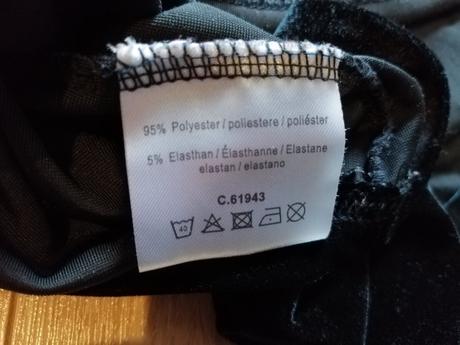 95% Polyester / poliestere / poliéster
5% Elasthan / Élasthanne / Elastane
elastan / elastano
C.61943
40